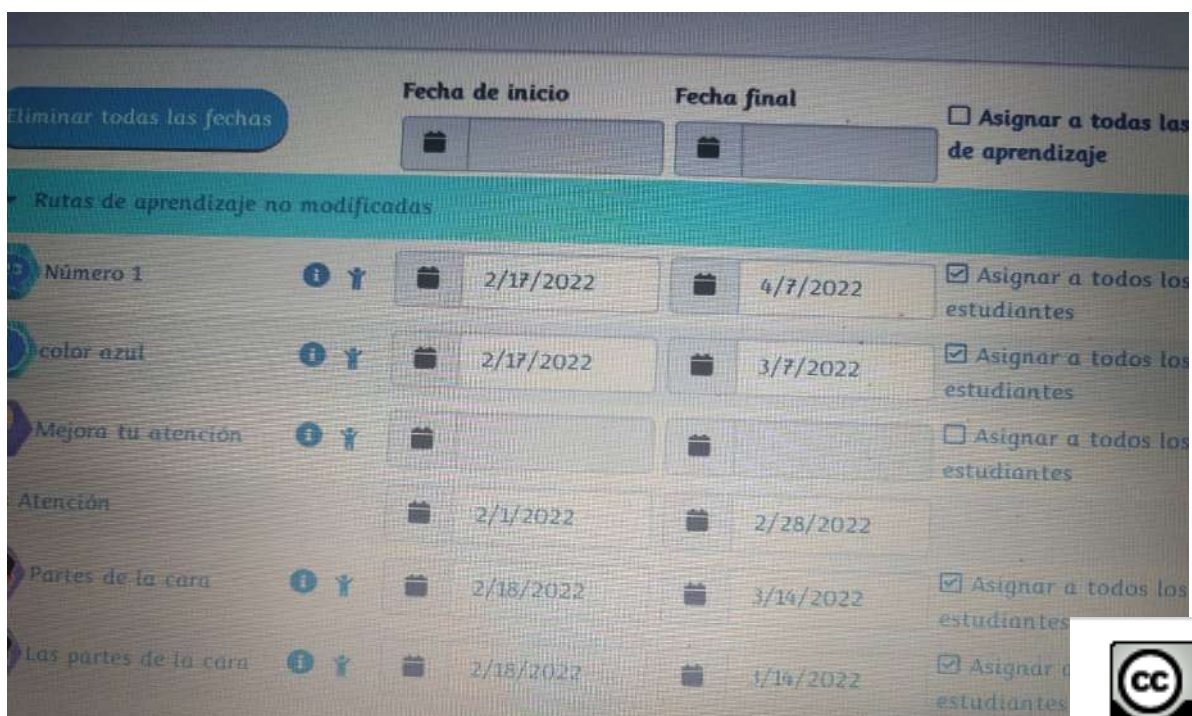 Fecha de inicio
Fecha final
Eliminar todas las fechas
Asignar a todas las
de aprendizaje
Rutas de aprendizaje no modificadas
Número 1
2/17/2022
4/7/2022
Asignar a todos los
estudiantes
color azul
2/17/2022
3/7/2022
Asignar a todos los
estudiantes
Mejora tu atención
Asignar a todos los
estudiantes
Atención
2/1/2022
2/28/2022
Partes de la cara
2/18/2022
3/14/2022
Asignar a todos los
estudiantes
Las partes de la cara
2/18/2022
3/14/2022
Asignar
estudiantes
cc